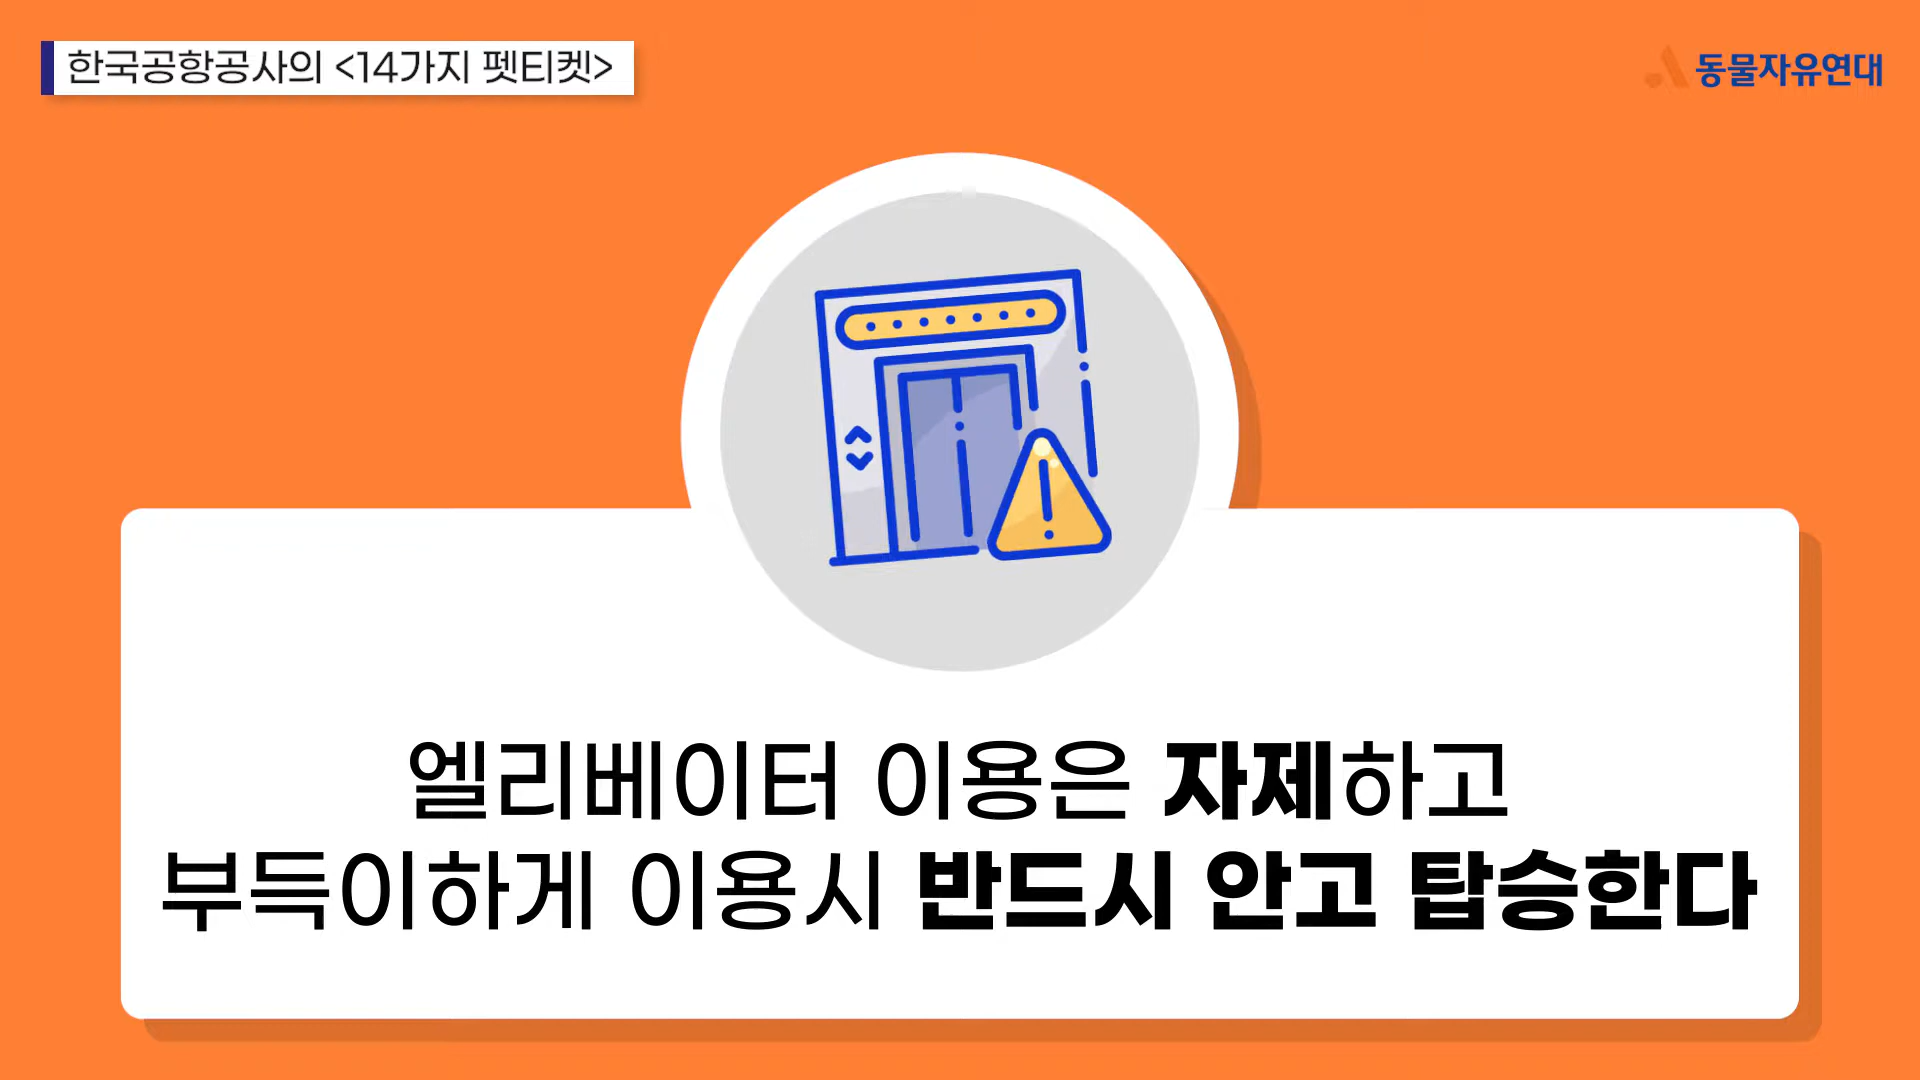 한국공항공사의 <14가지 펫티켓>
동물자유연대
엘리베이터 이용은 자제하고
부득이하게 이용시 반드시 안고 탑승한다